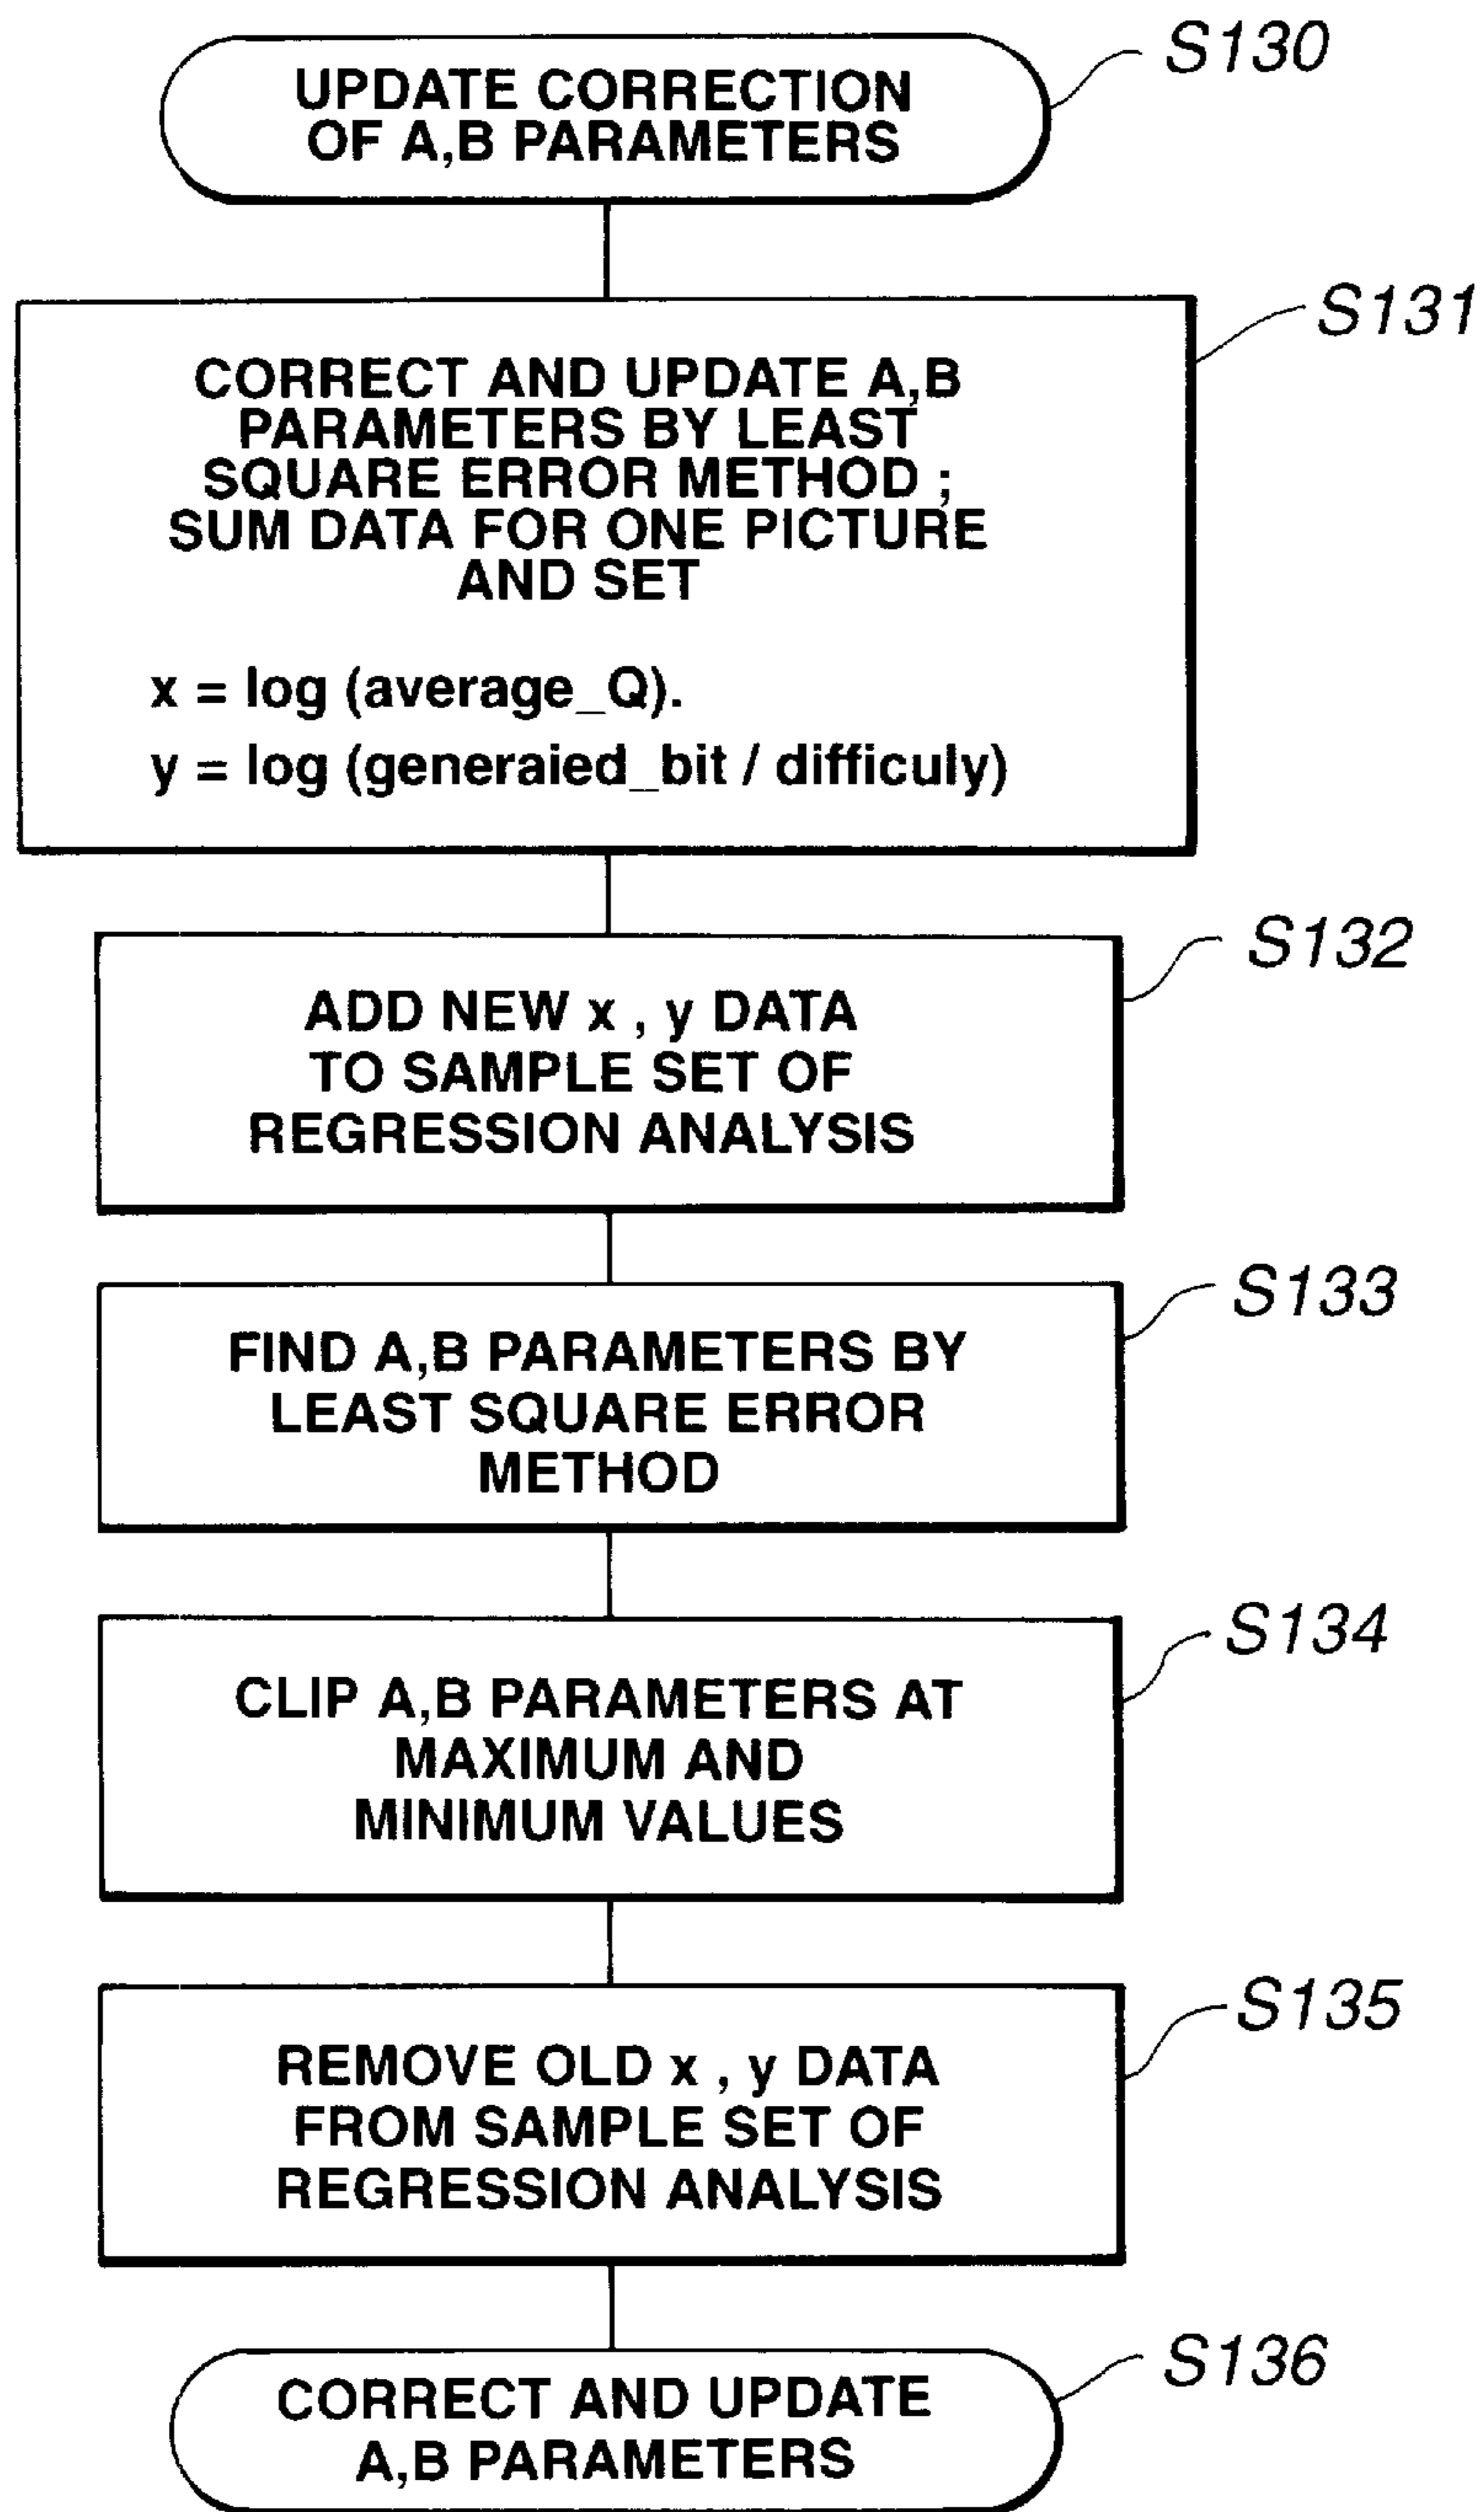 S130
UPDATE CORRECTION
OF A,B PARAMETERS
S131
CORRECT AND UPDATE A,B
PARAMETERS BY LEAST
SQUARE ERROR METHOD ;
SUM DATA FOR ONE PICTURE
AND SET
x = log (average_Q).
y = log (generaied_bit / difficuly)
S132
ADD NEW x , y DATA
TO SAMPLE SET OF
REGRESSION ANALYSIS
S133
FIND A,B PARAMETERS BY
LEAST SQUARE ERROR
METHOD
S134
CLIP A,B PARAMETERS AT
MAXIMUM AND
MINIMUM VALUES
S135
REMOVE OLD x , y DATA
FROM SAMPLE SET OF
REGRESSION ANALYSIS
S136
CORRECT AND UPDATE
A,B PARAMETERS